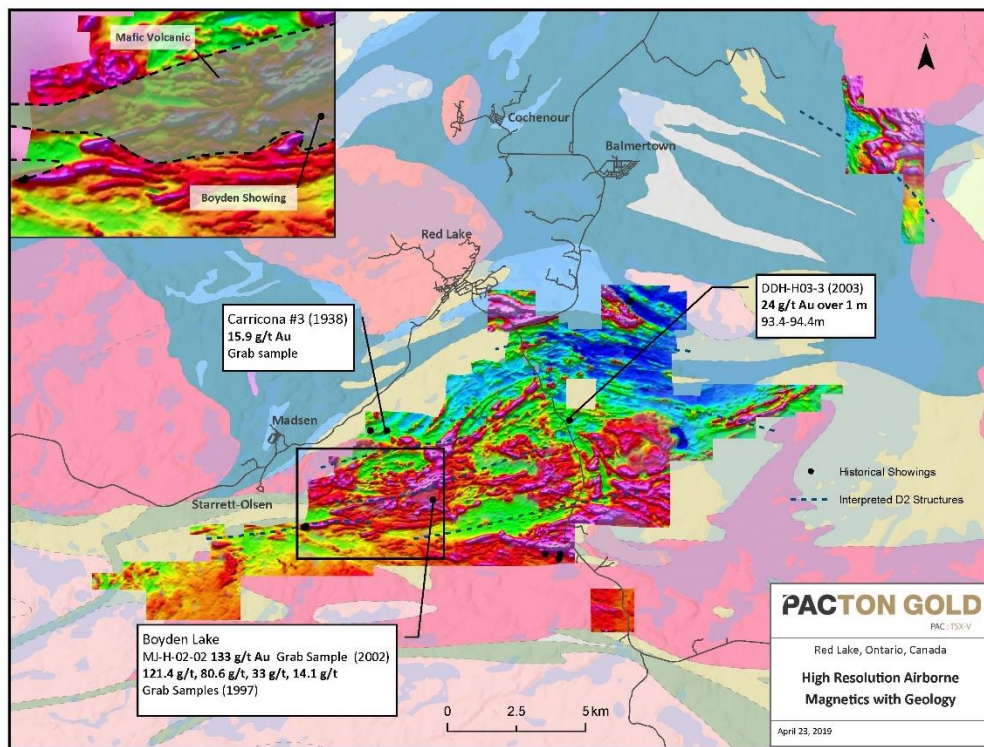 Mafic Volcanic
Boyden Showing
N
Cochenour
Balmertown
Red Lake
Carricona #3 (1938)
15.9 g/t Au
Grab sample
DDH-H03-3 (2003)
24 g/t Au over 1 m
93.4-94.4m
Madsen
Starrett-Olsen
Historical Showings
Interpreted D2 Structures
Boyden Lake
MJ-H-02-02 133 g/t Au Grab Sample (2002)
121.4 g/t, 80.6 g/t, 33 g/t, 14.1 g/t
Grab Samples (1997)
0 2.5 5 km
PACTON GOLD
PAC : TSX-V
Red Lake, Ontario, Canada
High Resolution Airborne
Magnetics with Geology
April 23, 2019